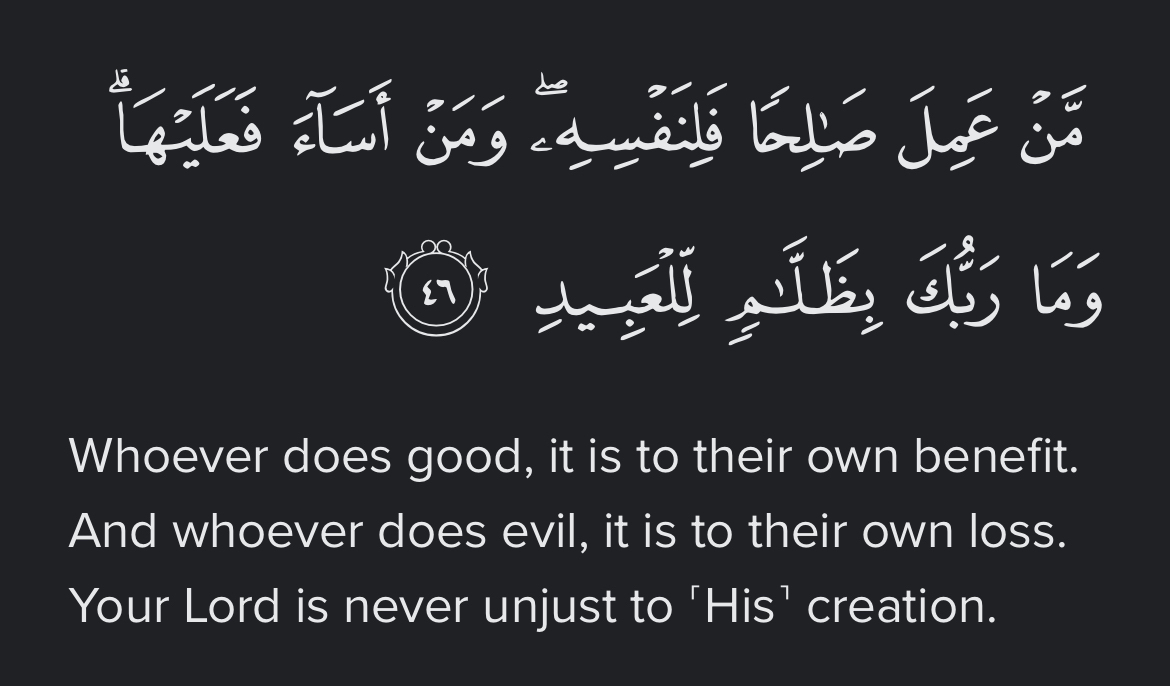 مَّنْ عَمِلَ صَـٰلِحًا فَلِنَفْسِهِۦ ۖ وَمَنْ أَسَآءَ فَعَلَيْهَا ۗ
وَمَا رَبُّكَ بِظَلَّـٰمٍ لِّلْعَبِيدِ ٤٦
Whoever does good, it is to their own benefit.
And whoever does evil, it is to their own loss.
Your Lord is never unjust to ˹His˺ creation.